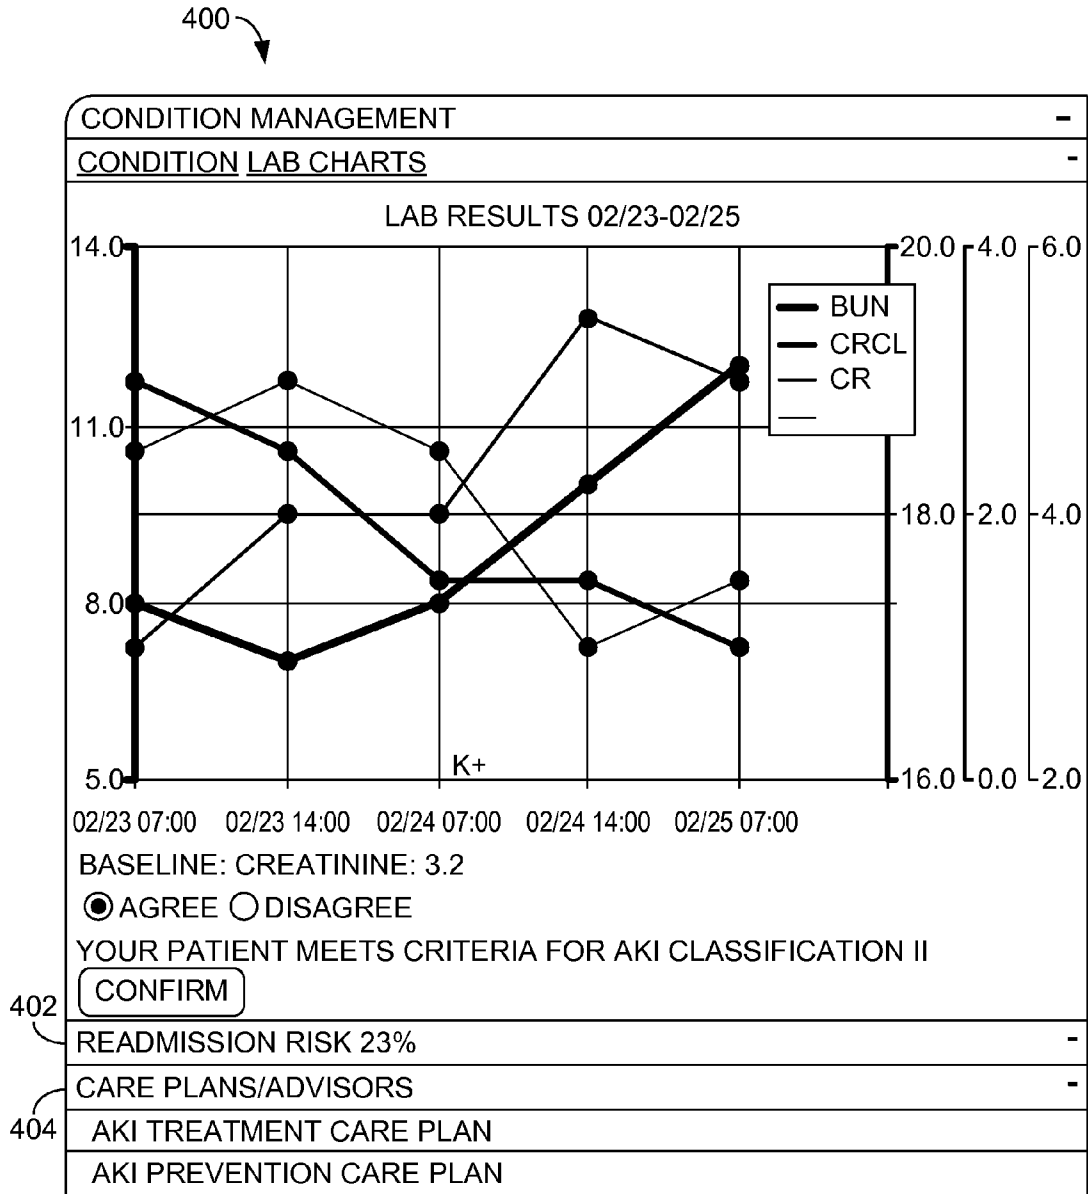 400
CONDITION MANAGEMENT -
CONDITION LAB CHARTS -
LAB RESULTS 02/23-02/25
14.0 20.0 4.0 6.0
BUN
CRCL
CR
11.0
18.0 2.0 4.0
8.0
K+
5.0 16.0 0.0 2.0
02/23 07:00 02/23 14:00 02/24 07:00 02/24 14:00 02/25 07:00
BASELINE: CREATININE: 3.2
AGREE DISAGREE
YOUR PATIENT MEETS CRITERIA FOR AKI CLASSIFICATION II
CONFIRM
402
READMISSION RISK 23% -
CARE PLANS/ADVISORS -
404
AKI TREATMENT CARE PLAN
AKI PREVENTION CARE PLAN